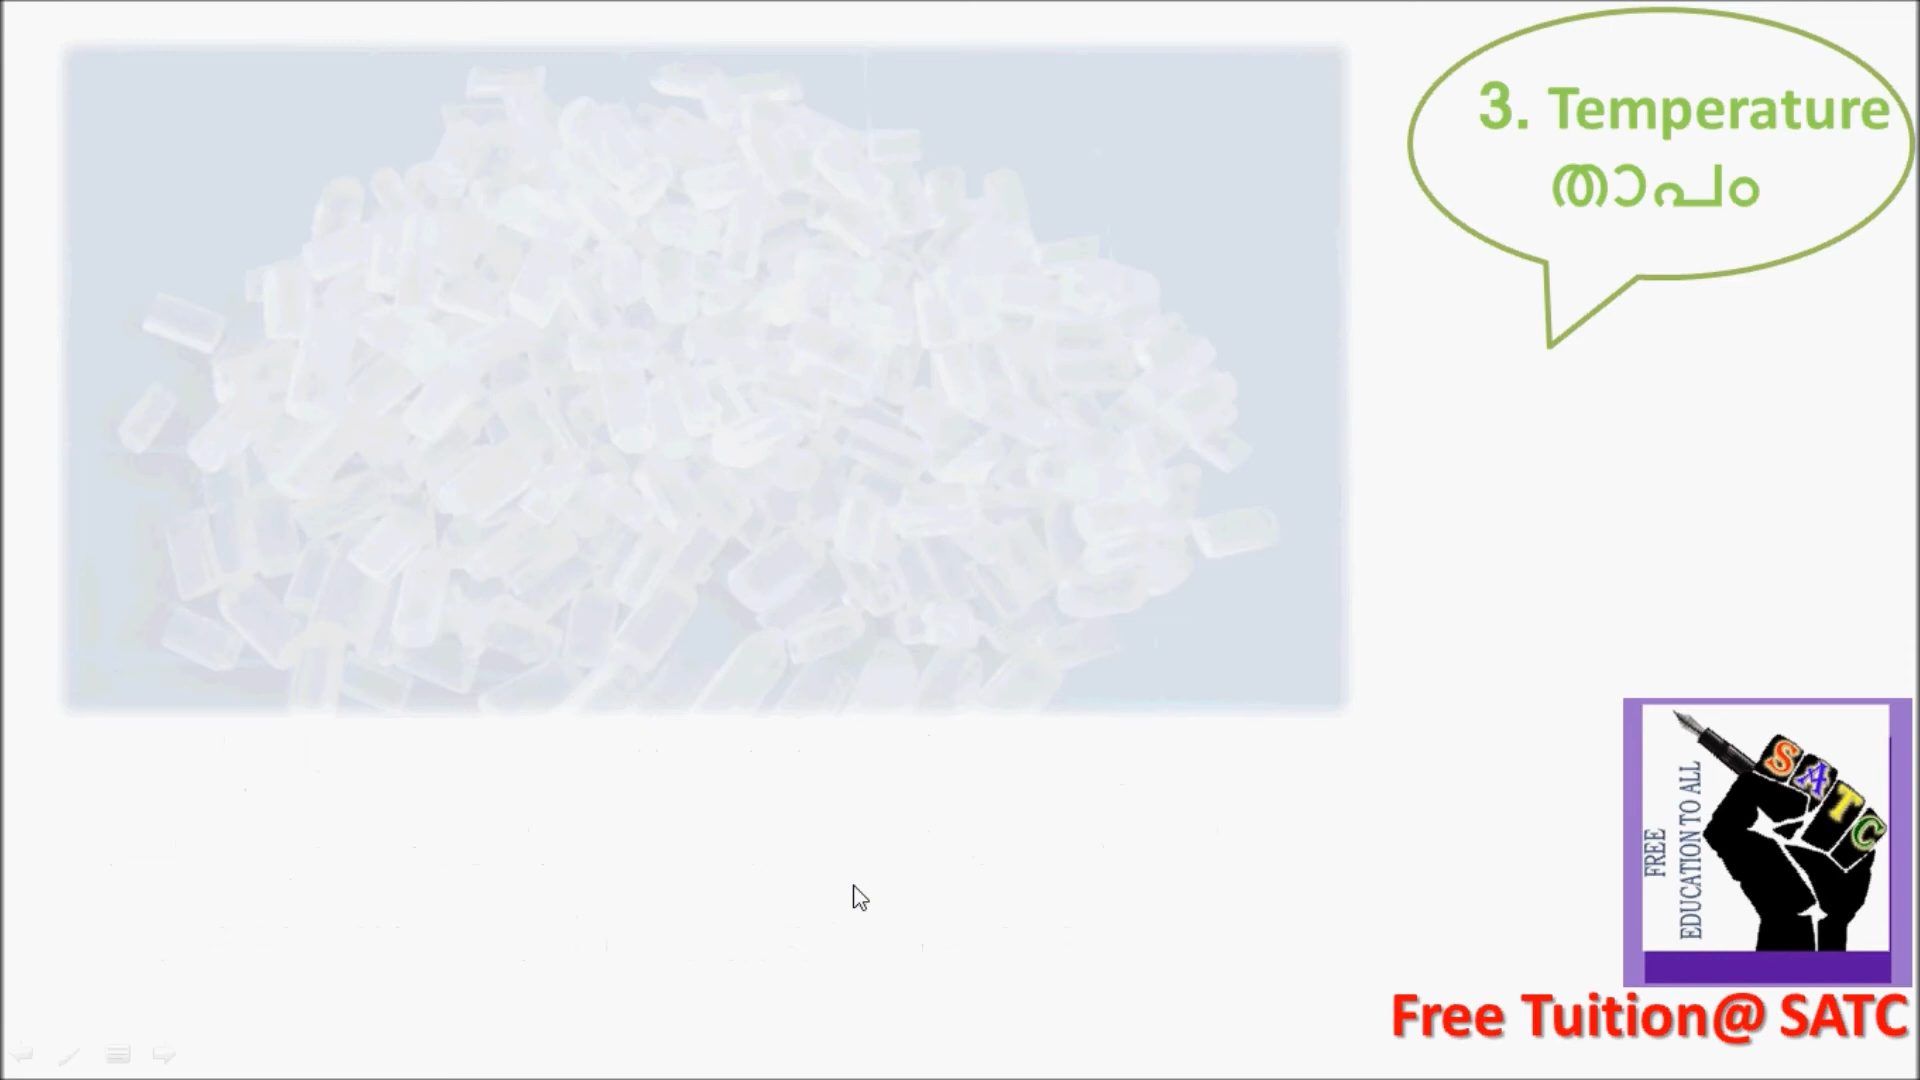 3. Temperature
താപം
SATC
FREE
EDUCATION TO ALL
Free Tuition@ SATC